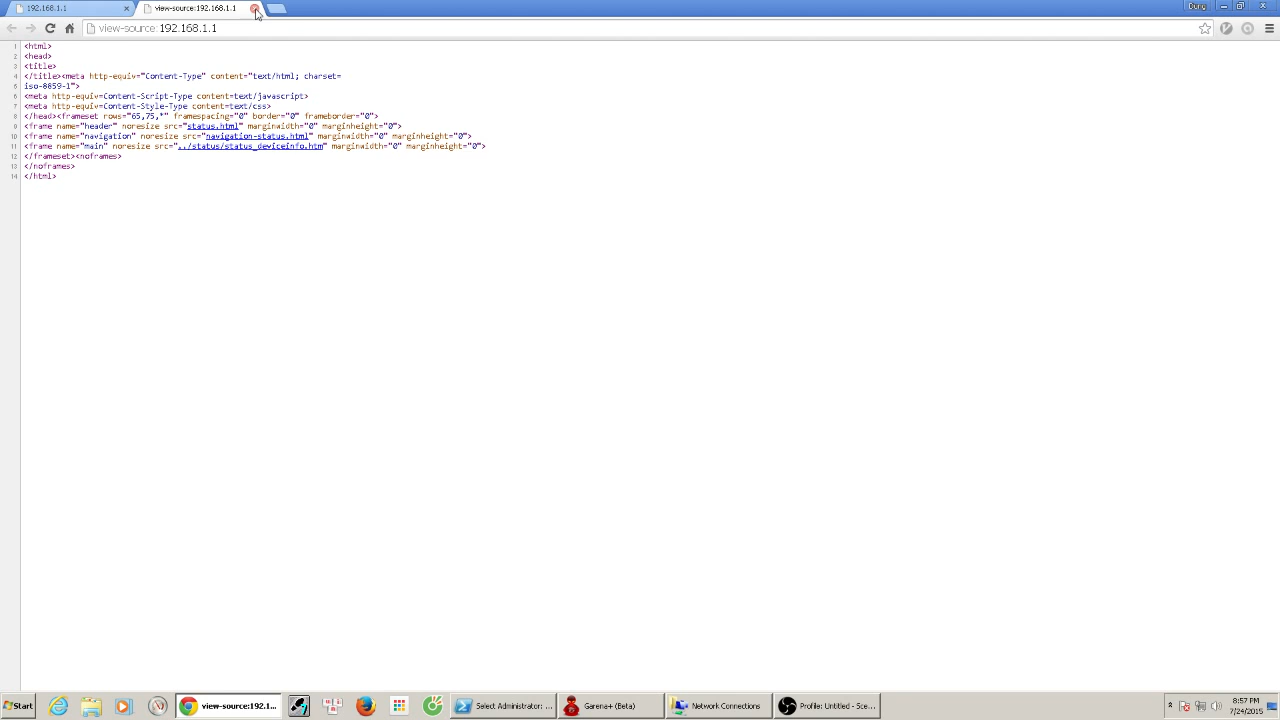 192.168.1.1
view-source:192.168.1.1
Dung
view-source:192.168.1.1
1 <html>
2 <head>
3 <title>
4 </title><meta http-equiv="Content-Type" content="text/html; charset=
5 iso-8859-1">
6 <meta http-equiv=Content-Script-Type content=text/javascript>
7 <meta http-equiv=Content-Style-Type content=text/css>
8 </head><frameset rows="65,75,*" framespacing="0" border="0" frameborder="0">
9 <frame name="header" noresize src="status.html" marginwidth="0" marginheight="0">
10 <frame name="navigation" noresize src="navigation-status.html" marginwidth="0" marginheight="0">
11 <frame name="main" noresize src="../status/status_deviceinfo.htm" marginwidth="0" marginheight="0">
12 </frameset><noframes>
13 </noframes>
14 </html>
Start
view-source:192.1...
Select Administrator: ...
Garena+ (Beta)
Network Connections
Profile: Untitled - Sce...
8:57 PM
7/24/2015